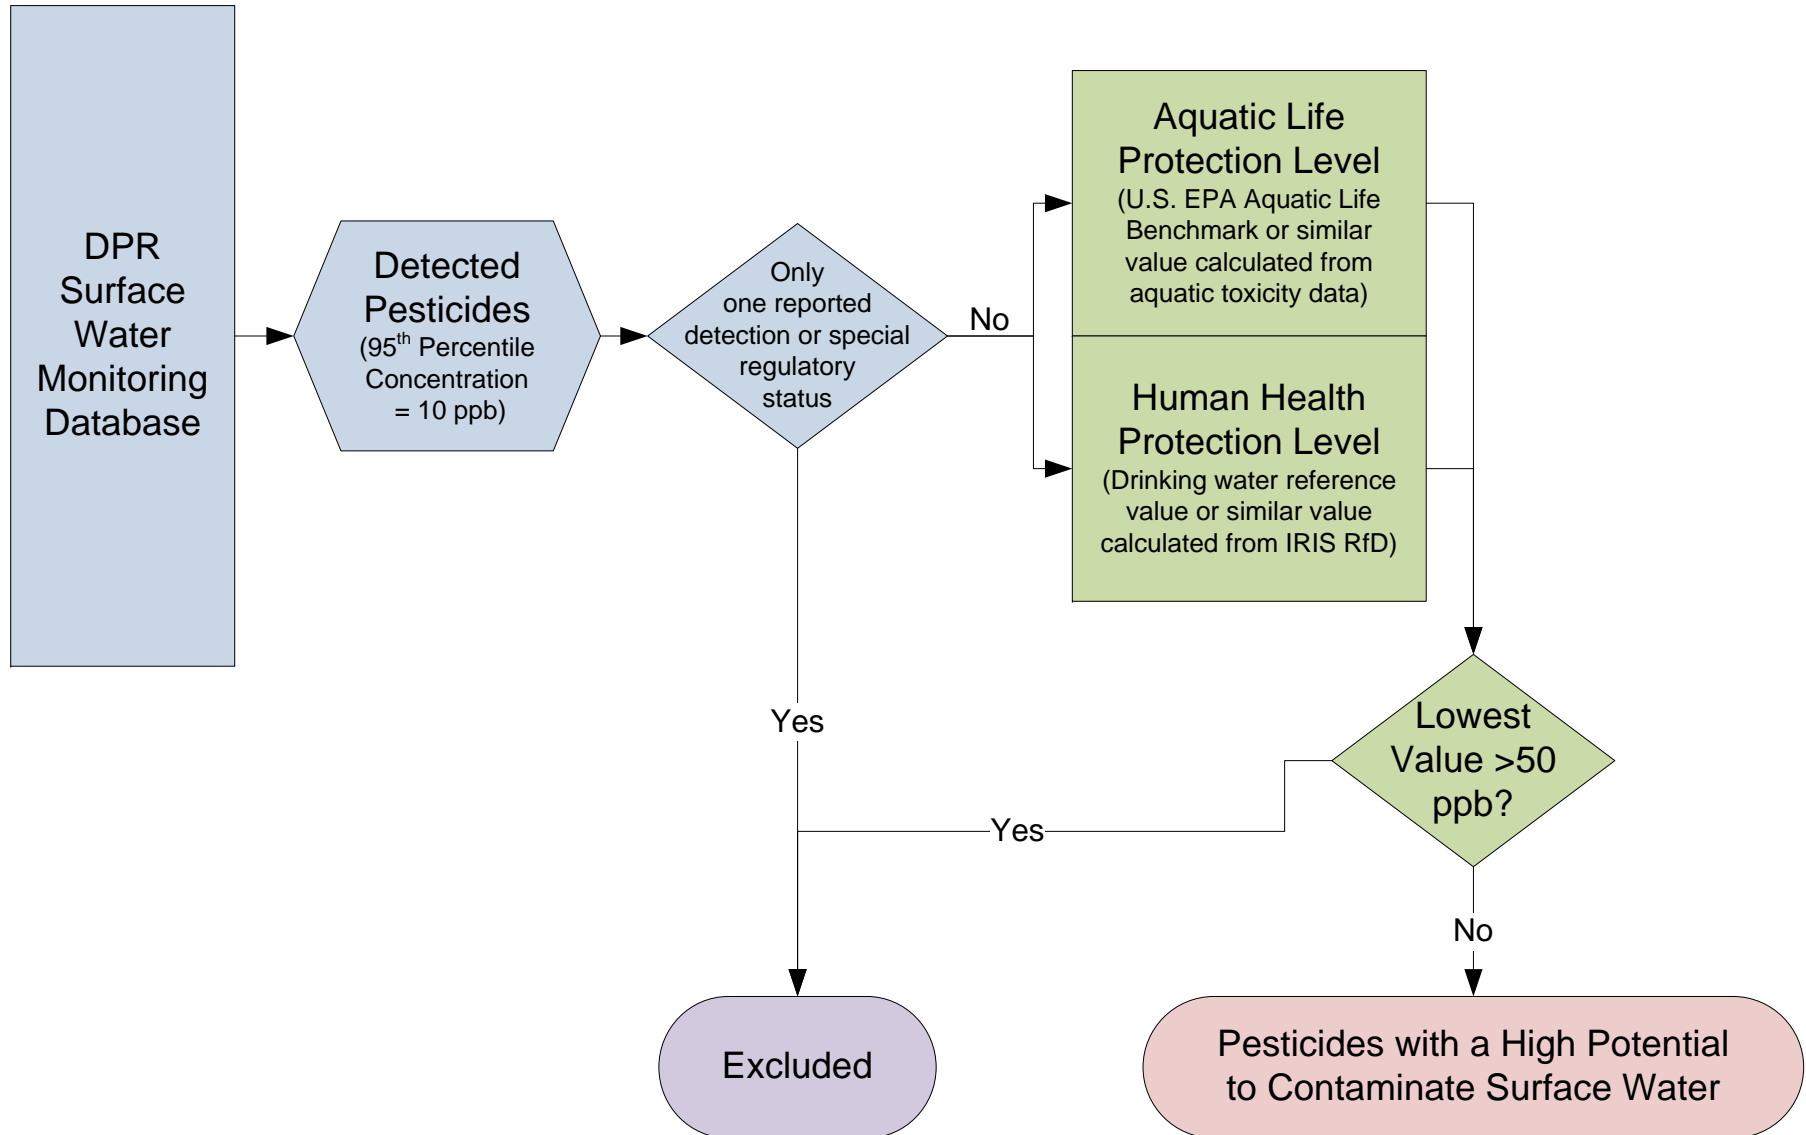 DPR
Surface
Water
Monitoring
Database
Detected
Pesticides
(95th Percentile
Concentration
= 10 ppb)
Only
one reported
detection or special
regulatory
status
No
Aquatic Life
Protection Level
(U.S. EPA Aquatic Life
Benchmark or similar
value calculated from
aquatic toxicity data)
Human Health
Protection Level
(Drinking water reference
value or similar value
calculated from IRIS RfD)
Yes
Lowest
Value >50
ppb?
Yes
No
Excluded
Pesticides with a High Potential
to Contaminate Surface Water